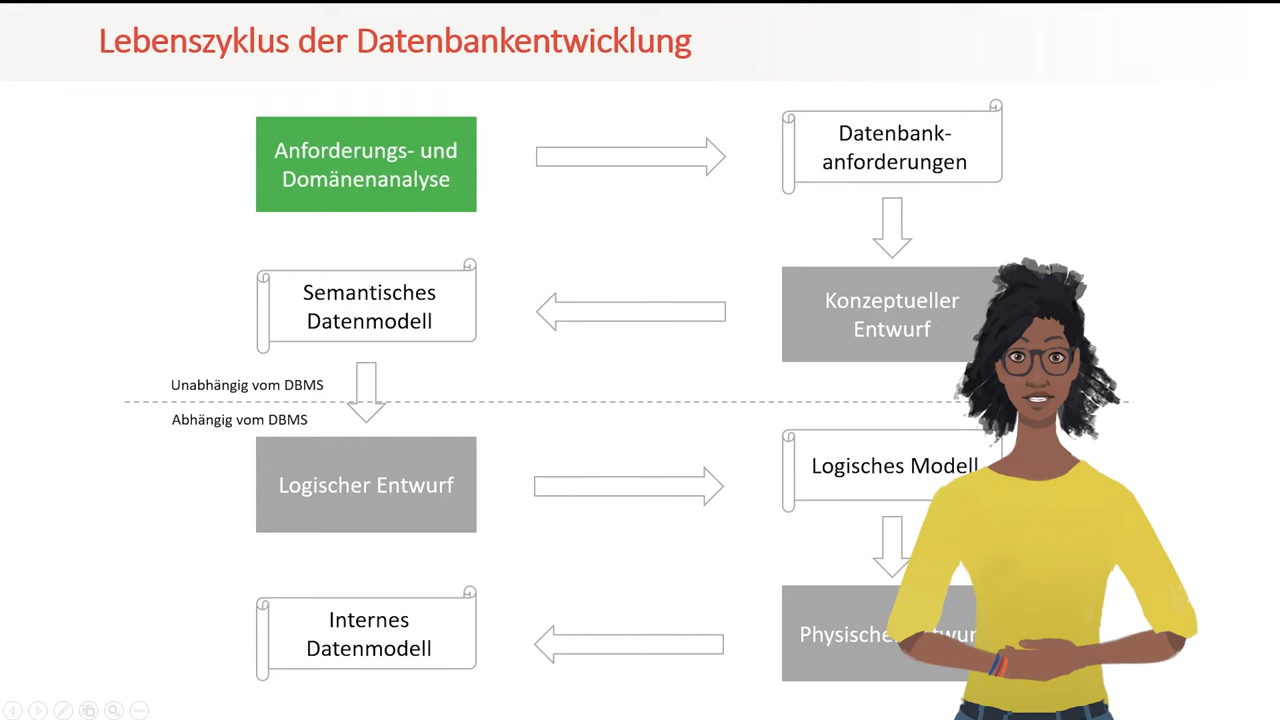 Lebenszyklus der Datenbankentwicklung
Anforderungs- und
Domänenanalyse
Datenbank-
anforderungen
Semantisches
Datenmodell
Konzeptueller
Entwurf
Unabhängig vom DBMS
Abhängig vom DBMS
Logischer Entwurf
Logisches Modell
Internes
Datenmodell